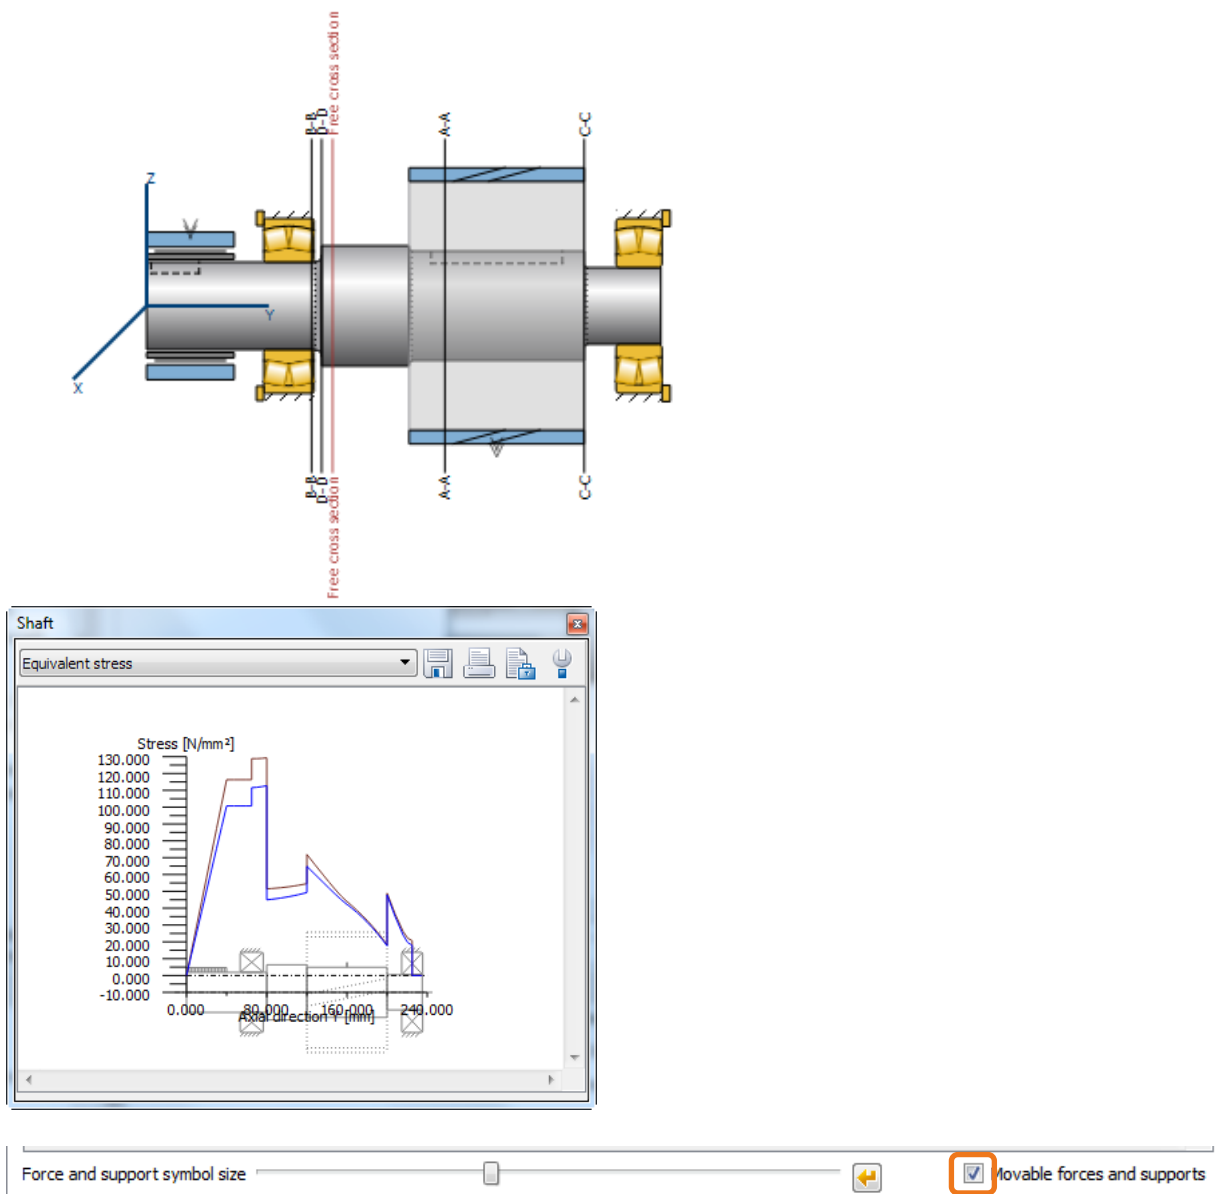 Free cross section
B-B
D-D
A-A
C-C
Z
Y
X
B-B
D-D
A-A
C-C
Free cross section
Shaft
Equivalent stress
Stress [N/mm²]
130.000
120.000
110.000
100.000
90.000
80.000
70.000
60.000
50.000
40.000
30.000
20.000
10.000
0.000
-10.000
0.000 80.000 160.000 240.000
Axial direction Y [mm]
Force and support symbol size
Movable forces and supports